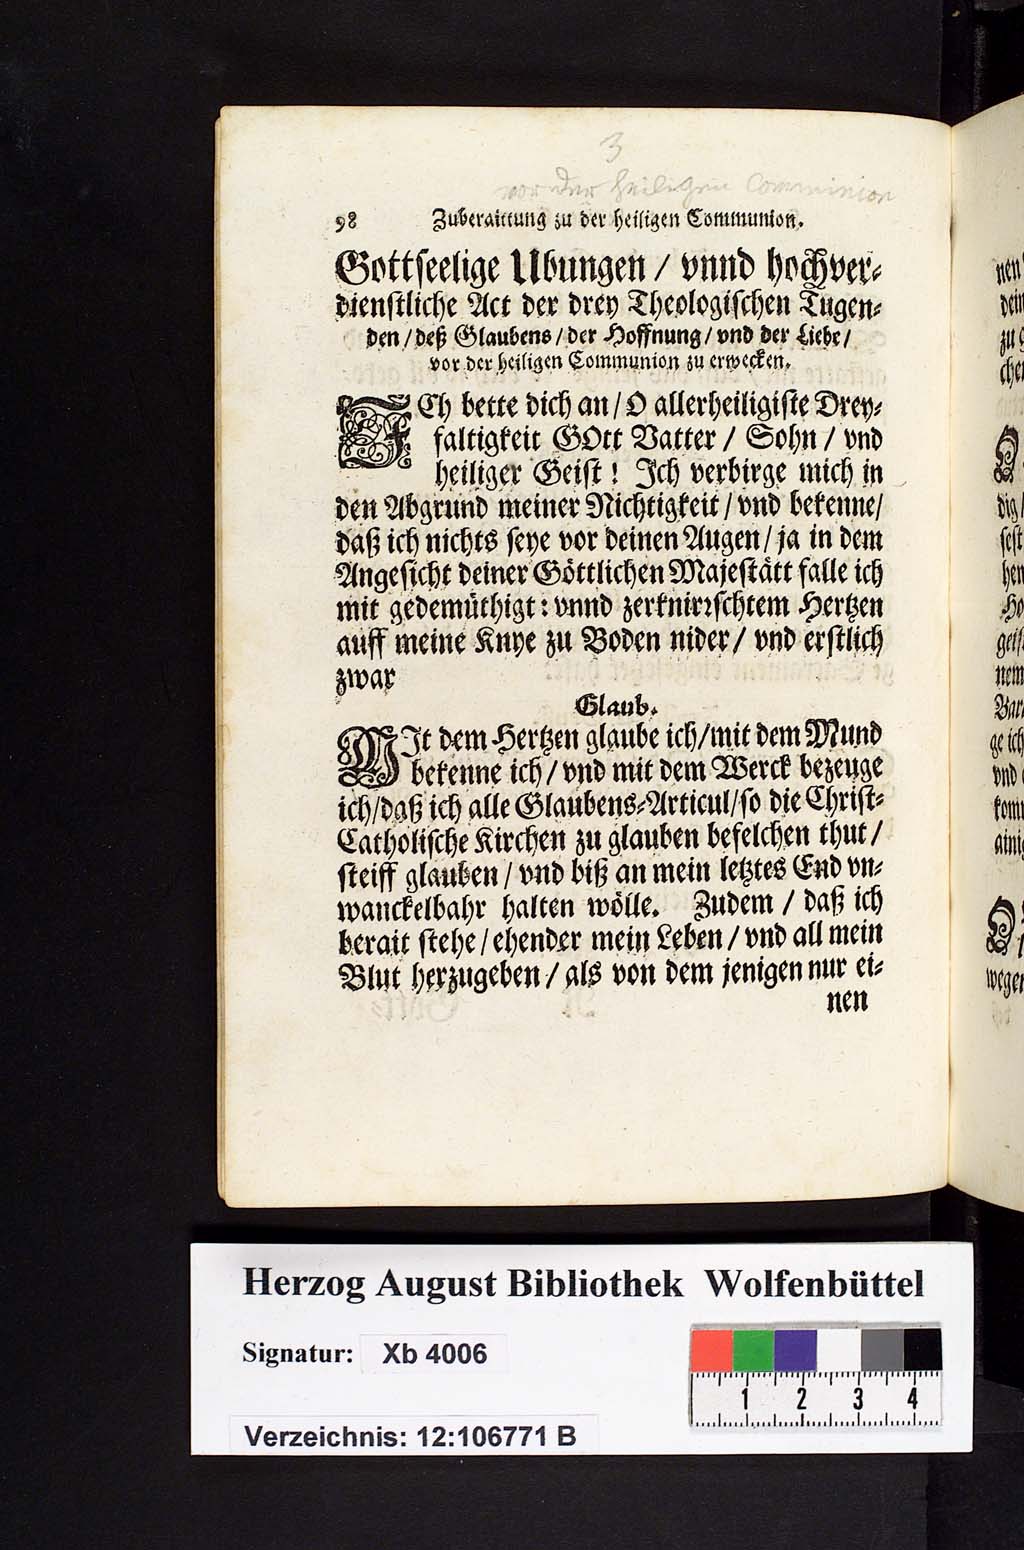 3
vor der heiligen Communion
98 Zuberaittung zu der heiligen Communion.
Gottseelige Ubungen / vnnd hochver-
dienstliche Act der drey Theologischen Tugen-
den / deß Glaubens / der Hoffnung / vnd der Liebe /
vor der heiligen Communion zu erwecken.
ICh bette dich an / O allerheiligiste Drey-
faltigkeit GOtt Vatter / Sohn / vnd
heiliger Geist! Ich verbirge mich in
den Abgrund meiner Nichtigkeit / vnd bekenne /
daß ich nichts seye vor deinen Augen / ja in dem
Angesicht deiner Göttlichen Majestätt falle ich
mit gedemüthigt: vnnd zerknirrschtem Hertzen
auff meine Knye zu Boden nider / vnd erstlich
zwar
Glaub.
MIt dem Hertzen glaube ich / mit dem Mund
bekenne ich / vnd mit dem Werck bezeuge
ich / daß ich alle Glaubens-Articul / so die Christ-
Catholische Kirchen zu glauben befelchen thut /
steiff glauben / vnd biß an mein letztes End vn-
wanckelbahr halten wölle. Zudem / daß ich
berait stehe / ehender mein Leben / vnd all mein
Blut herzugeben / als von dem jenigen nur ei-
nen
Herzog August Bibliothek Wolfenbüttel
Signatur: Xb 4006
1 2 3 4
Verzeichnis: 12:106771 B